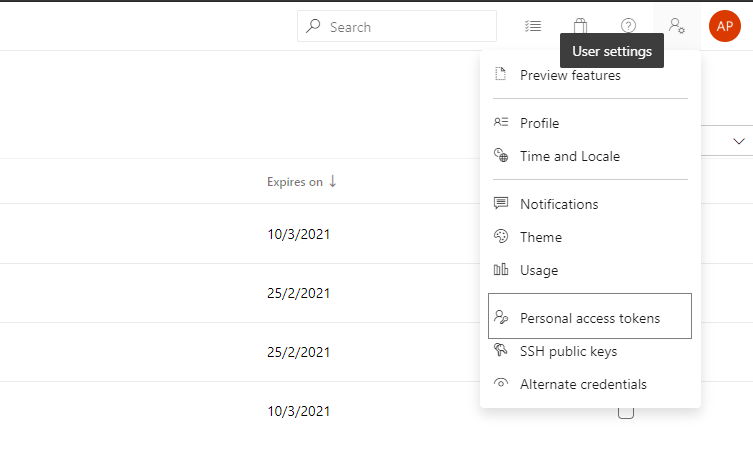 Search
AP
User settings
Preview features
Profile
Time and Locale
Expires on ↓
Notifications
10/3/2021
Theme
Usage
25/2/2021
Personal access tokens
SSH public keys
25/2/2021
Alternate credentials
10/3/2021